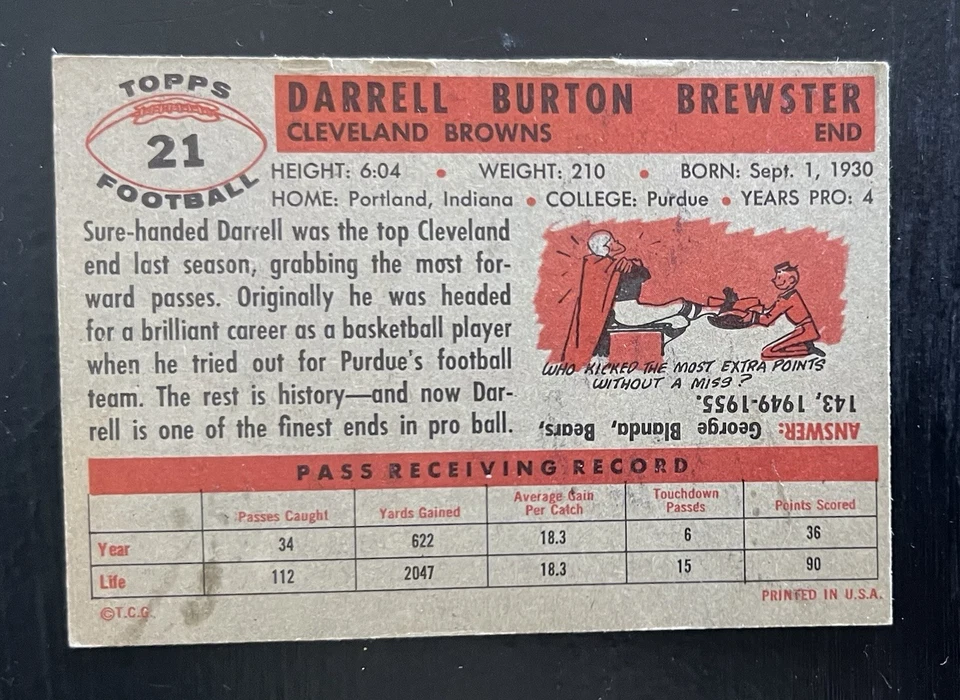 TOPPS
21
FOOTBALL
DARRELL BURTON BREWSTER
CLEVELAND BROWNS END
HEIGHT: 6:04 • WEIGHT: 210 • BORN: Sept. 1, 1930
HOME: Portland, Indiana • COLLEGE: Purdue • YEARS PRO: 4
Sure-handed Darrell was the top Cleveland
end last season, grabbing the most for-
ward passes. Originally he was headed
for a brilliant career as a basketball player
when he tried out for Purdue's football
team. The rest is history—and now Dar-
rell is one of the finest ends in pro ball.
WHO KICKED THE MOST EXTRA POINTS
WITHOUT A MISS?
ANSWER: George Blanda, Bears,
143, 1949-1955.
PASS RECEIVING RECORD
Passes Caught Yards Gained Average Gain Per Catch Touchdown Passes Points Scored
Year 34 622 18.3 6 36
Life 112 2047 18.3 15 90
©T.C.G. PRINTED IN U.S.A.